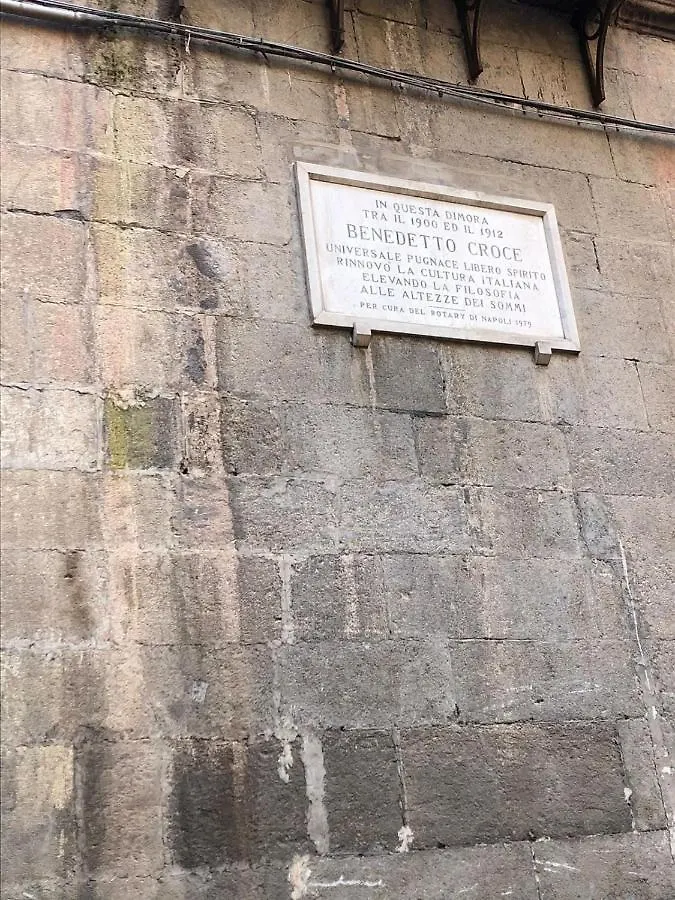 IN QUESTA DIMORA
TRA IL 1900 ED IL 1912
BENEDETTO CROCE
UNIVERSALE PUGNACE LIBERO SPIRITO
RINNOVÒ LA CULTURA ITALIANA
ELEVANDO LA FILOSOFIA
ALLE ALTEZZE DEI SOMMI
PER CURA DEL ROTARY DI NAPOLI 1979